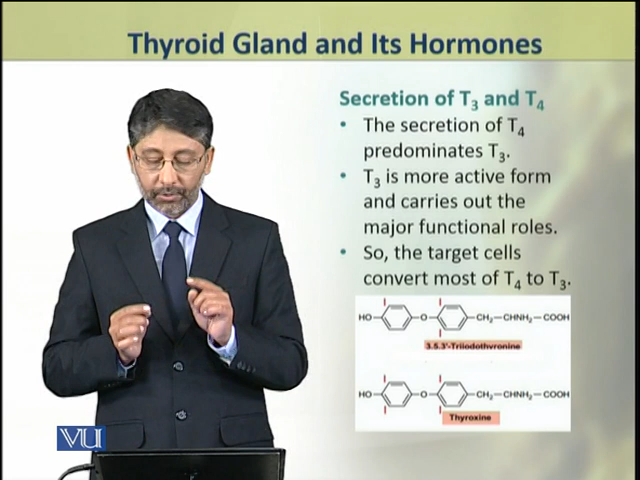 Thyroid Gland and Its Hormones
Secretion of T₃ and T₄
• The secretion of T₄
predominates T₃.
• T₃ is more active form
and carries out the
major functional roles.
• So, the target cells
convert most of T₄ to T₃.
HO O CH₂ CHNH₂ COOH
3.5.3'-Triiodothyronine
HO O CH₂ CHNH₂ COOH
Thyroxine
VU